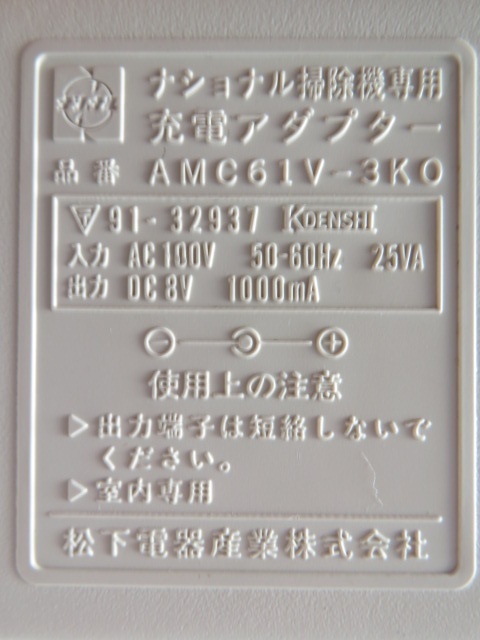 ナショナル掃除機専用
充電アダプター
品番 AMC61V-3KO
91-32937 KOENSHI
入力 AC100V 50-60Hz 25VA
出力 DC8V 1000mA
使用上の注意
▷出力端子は短絡しないで
ください。
▷室内専用
松下電器産業株式会社